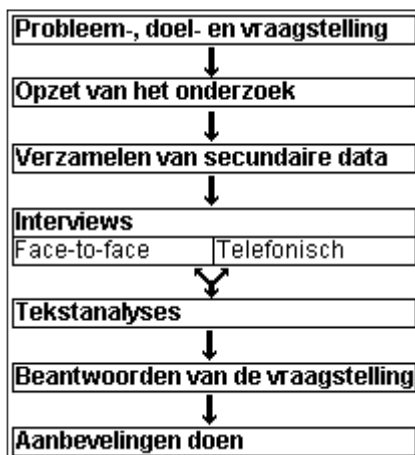 Probleem-, doel- en vraagstelling
Opzet van het onderzoek
Verzamelen van secundaire data
Interviews
Face-to-face Telefonisch
Tekstanalyses
Beantwoorden van de vraagstelling
Aanbevelingen doen